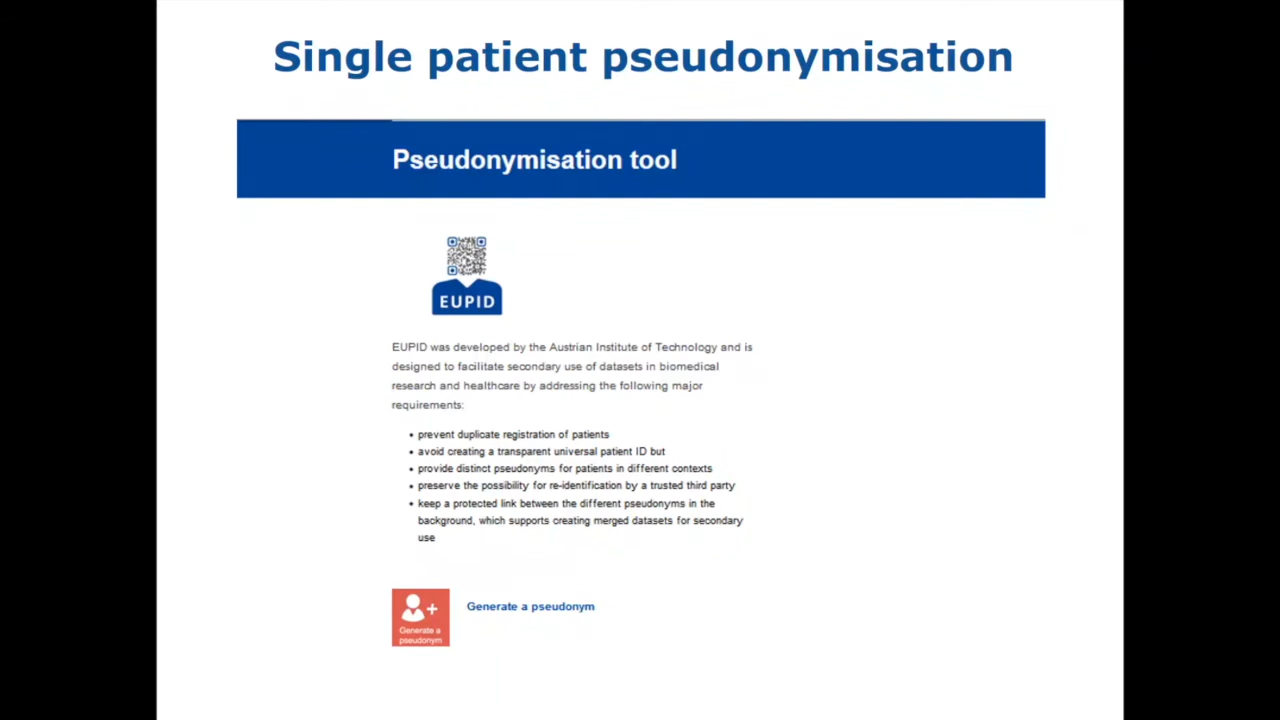 Single patient pseudonymisation
Pseudonymisation tool
EUPID
EUPID was developed by the Austrian Institute of Technology and is
designed to facilitate secondary use of datasets in biomedical
research and healthcare by addressing the following major
requirements:
• prevent duplicate registration of patients
• avoid creating a transparent universal patient ID but
• provide distinct pseudonyms for patients in different contexts
• preserve the possibility for re-identification by a trusted third party
• keep a protected link between the different pseudonyms in the
background, which supports creating merged datasets for secondary
use
Generate a pseudonym
Generate a
pseudonym